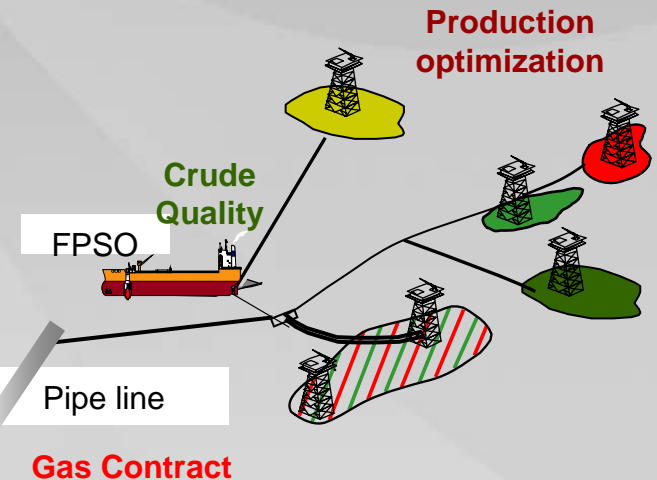 Production
optimization
Crude
Quality
FPSO
Pipe line
Gas Contract